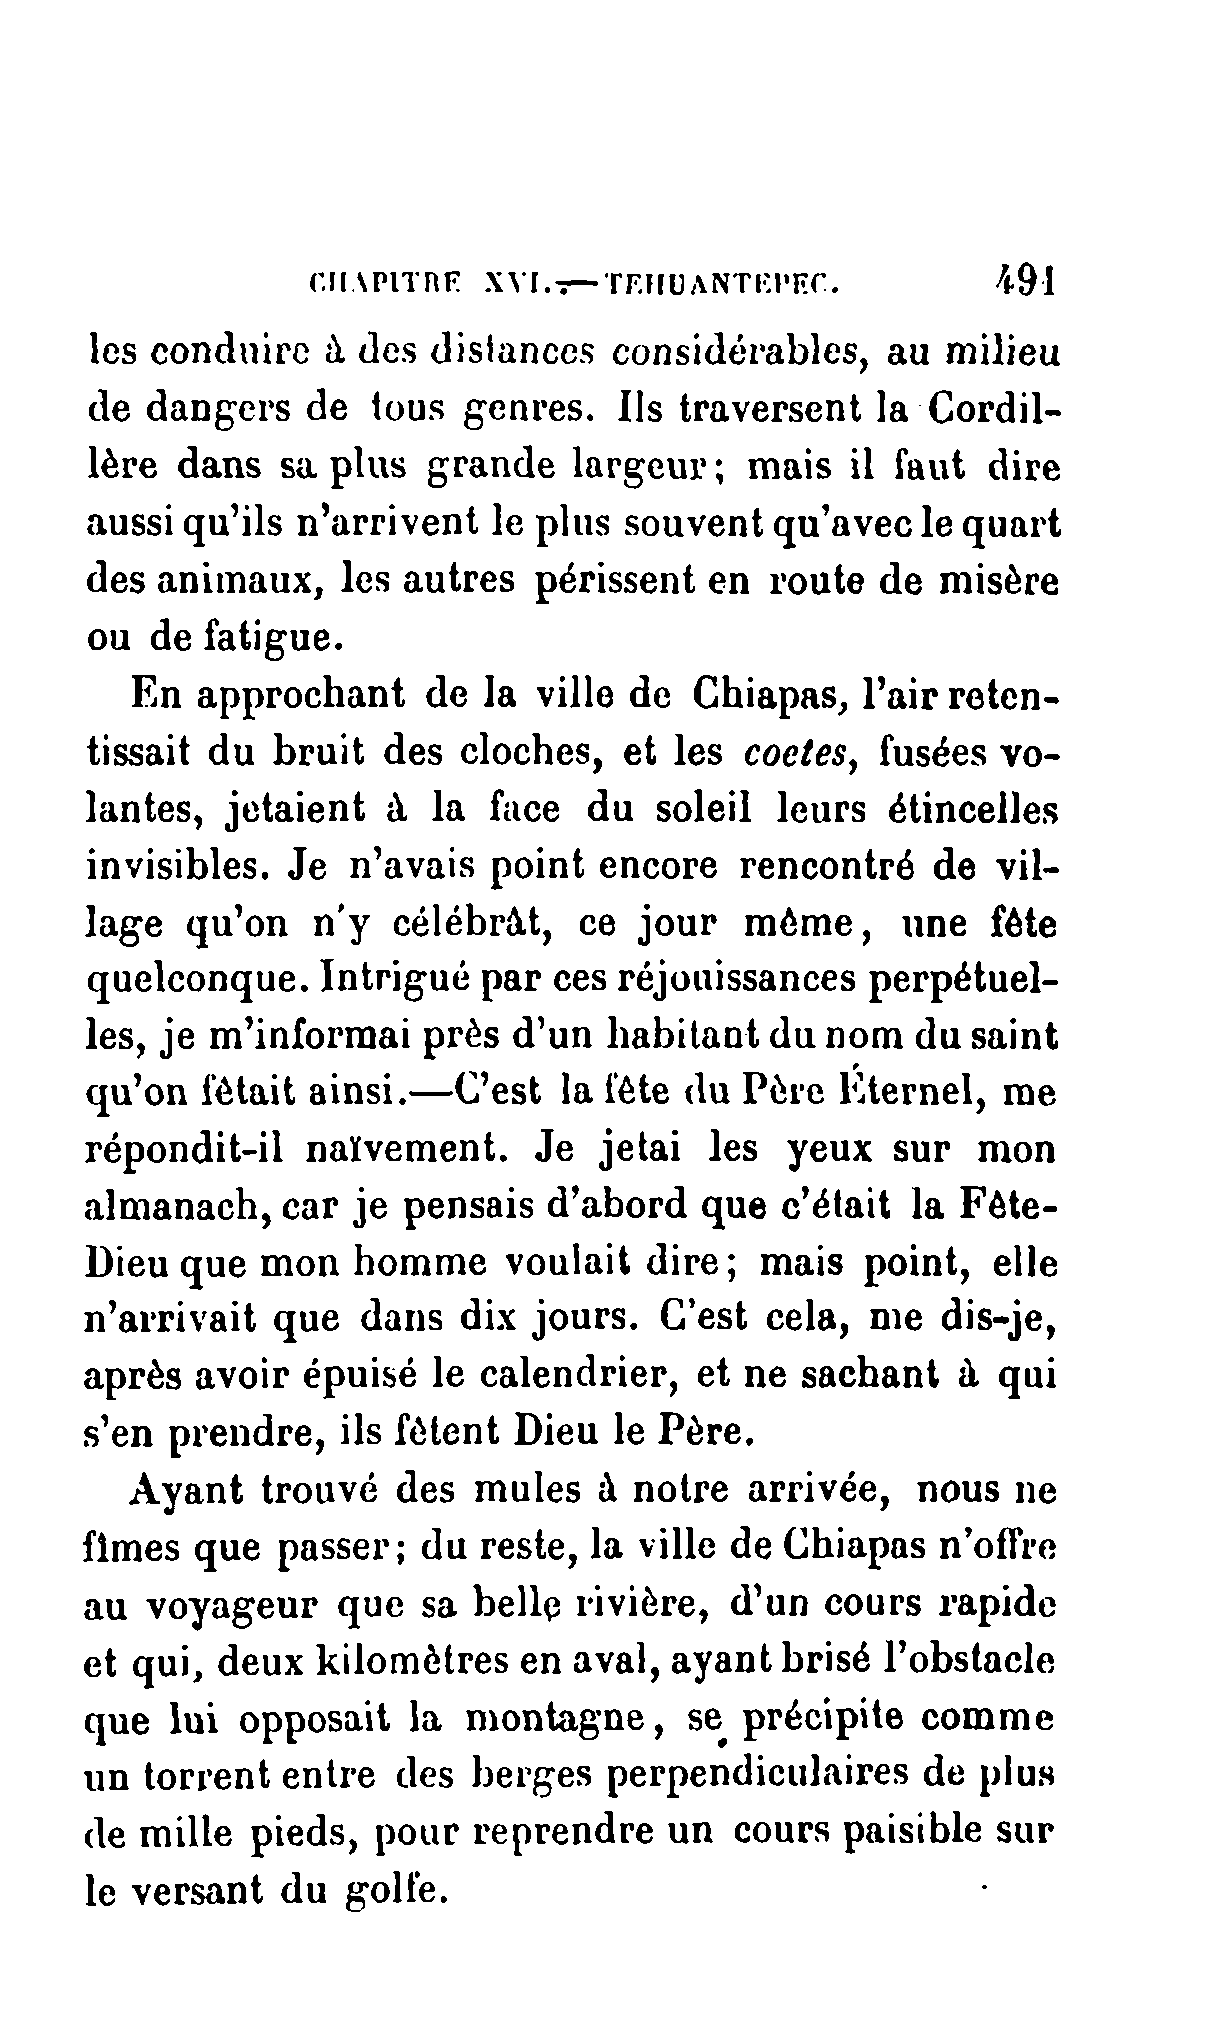 CHAPITRE XVI.— TEHUANTEPEC. 491
les conduire à des distances considérables, au milieu
de dangers de tous genres. Ils traversent la Cordil-
lère dans sa plus grande largeur; mais il faut dire
aussi qu'ils n'arrivent le plus souvent qu'avec le quart
des animaux, les autres périssent en route de misère
ou de fatigue.
En approchant de la ville de Chiapas, l'air reten-
tissait du bruit des cloches, et les coetes, fusées vo-
lantes, jetaient à la face du soleil leurs étincelles
invisibles. Je n'avais point encore rencontré de vil-
lage qu'on n'y célébrât, ce jour même, une fête
quelconque. Intrigué par ces réjouissances perpétuel-
les, je m'informai près d'un habitant du nom du saint
qu'on fêtait ainsi.—C'est la fête du Père Éternel, me
répondit-il naïvement. Je jetai les yeux sur mon
almanach, car je pensais d'abord que c'était la Fête-
Dieu que mon homme voulait dire; mais point, elle
n'arrivait que dans dix jours. C'est cela, me dis-je,
après avoir épuisé le calendrier, et ne sachant à qui
s'en prendre, ils fêtent Dieu le Père.
Ayant trouvé des mules à notre arrivée, nous ne
fîmes que passer; du reste, la ville de Chiapas n'offre
au voyageur que sa belle rivière, d'un cours rapide
et qui, deux kilomètres en aval, ayant brisé l'obstacle
que lui opposait la montagne, se précipite comme
un torrent entre des berges perpendiculaires de plus
de mille pieds, pour reprendre un cours paisible sur
le versant du golfe.